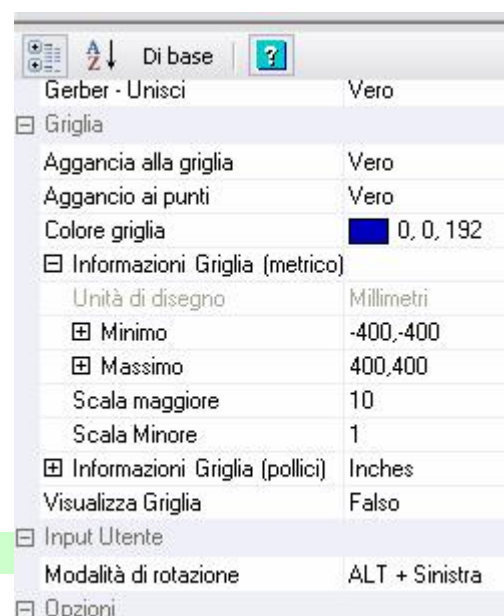 A Z Di base ?
Gerber - Unisci Vero
Griglia
Aggancia alla griglia Vero
Aggancio ai punti Vero
Colore griglia 0, 0, 192
Informazioni Griglia (metrico)
Unità di disegno Millimetri
Minimo -400,-400
Massimo 400,400
Scala maggiore 10
Scala Minore 1
Informazioni Griglia (pollici) Inches
Visualizza Griglia Falso
Input Utente
Modalità di rotazione ALT + Sinistra
Opzioni